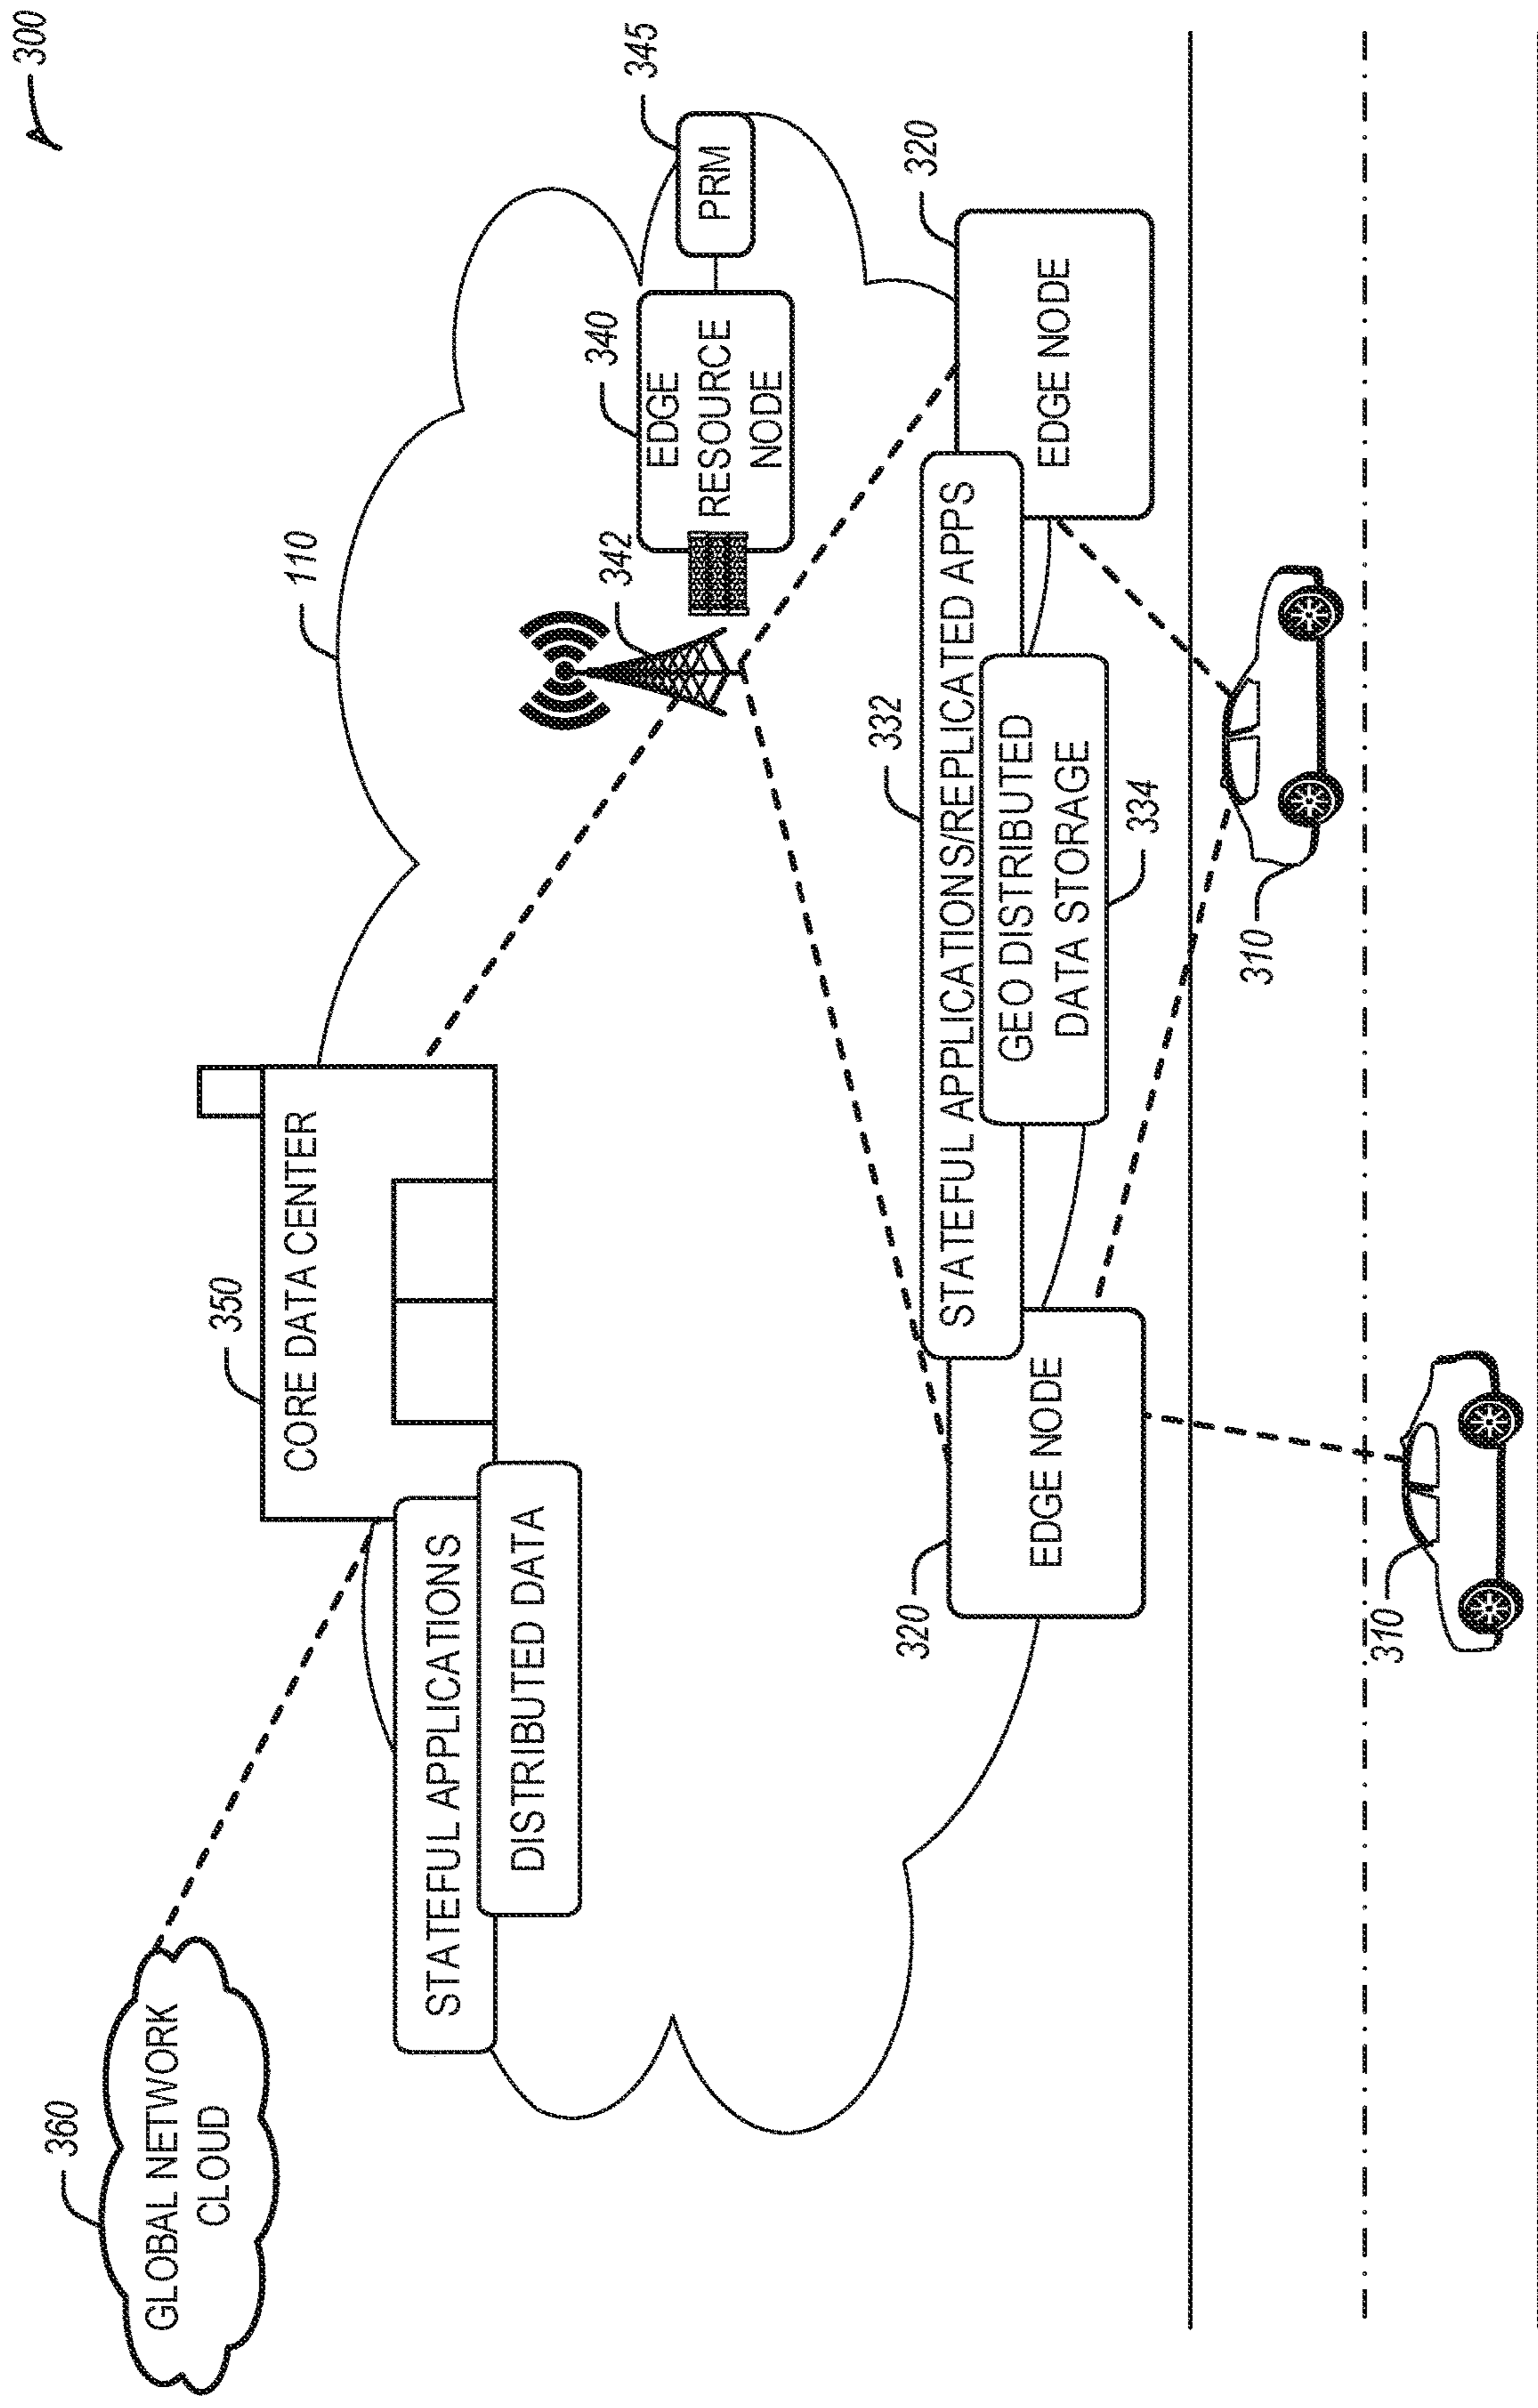 300
360
GLOBAL NETWORK
CLOUD
350
CORE DATA CENTER
110
STATEFUL APPLICATIONS
DISTRIBUTED DATA
342
340
EDGE
RESOURCE
NODE
345
PRM
320
EDGE NODE
332
STATEFUL APPLICATIONS/REPLICATED APPS
GEO DISTRIBUTED
DATA STORAGE
334
320
EDGE NODE
310
310